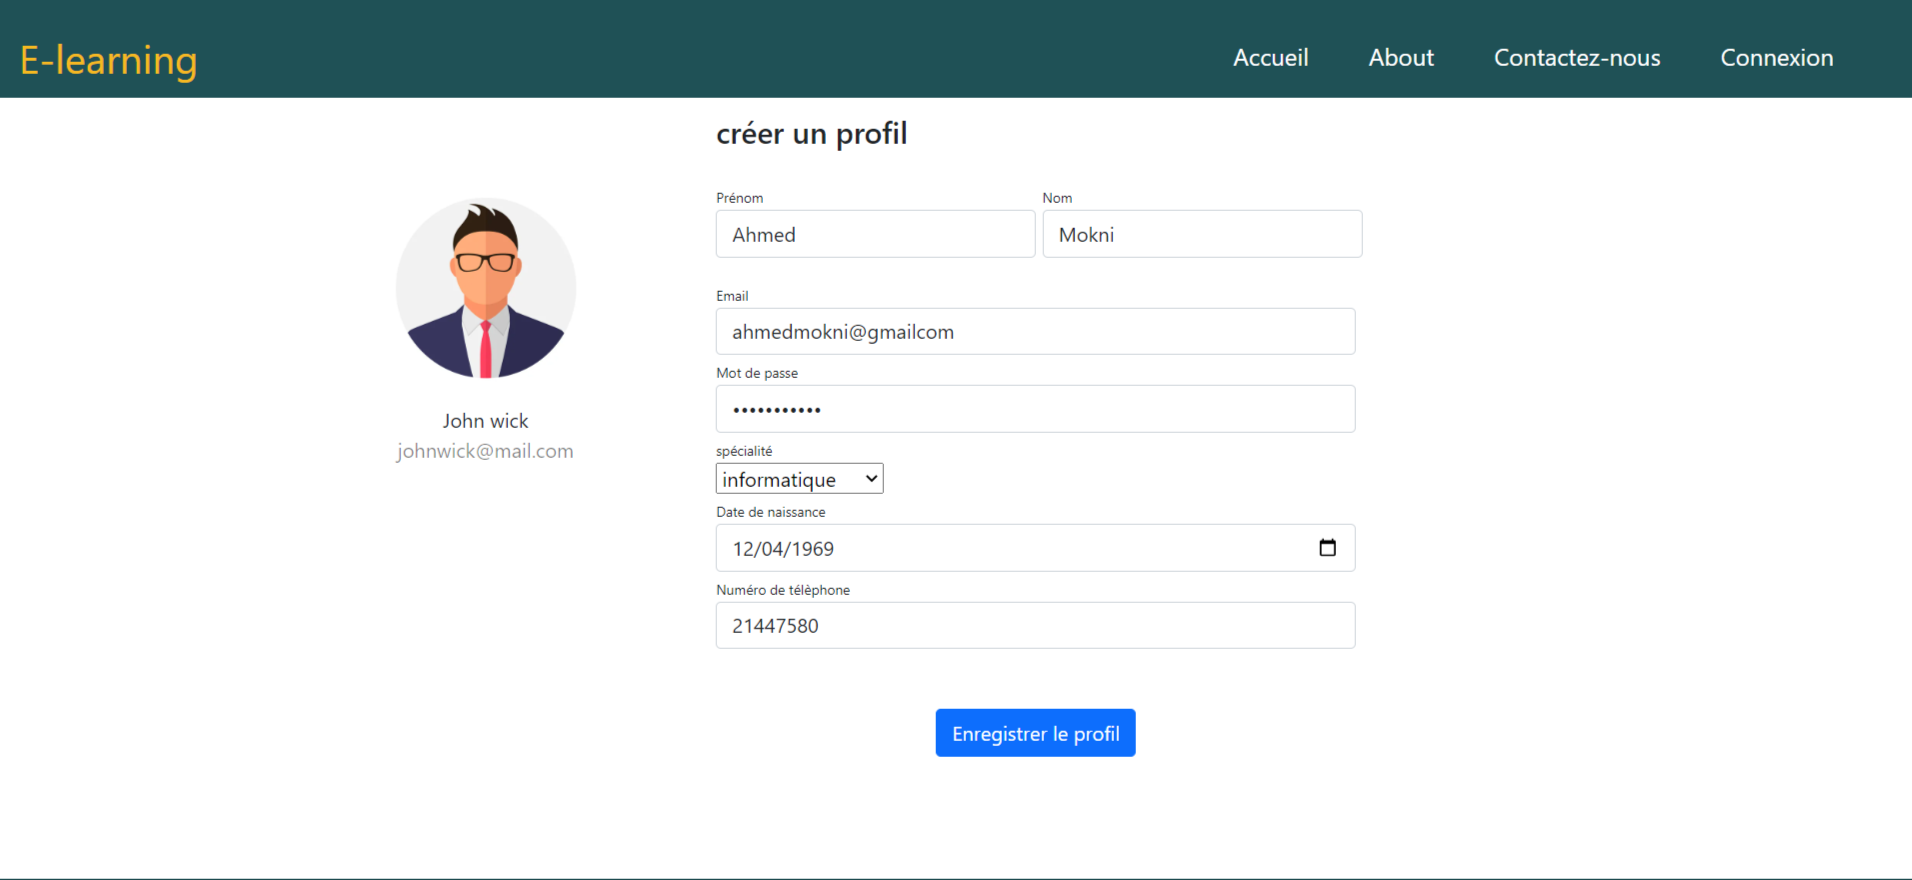 E-learning
Accueil About Contactez-nous Connexion
créer un profil
Prénom Nom
Ahmed Mokni
Email
ahmedmokni@gmailcom
Mot de passe
•••••••••••
spécialité
informatique
Date de naissance
12/04/1969
Numéro de télèphone
21447580
Enregistrer le profil
John wick
johnwick@mail.com